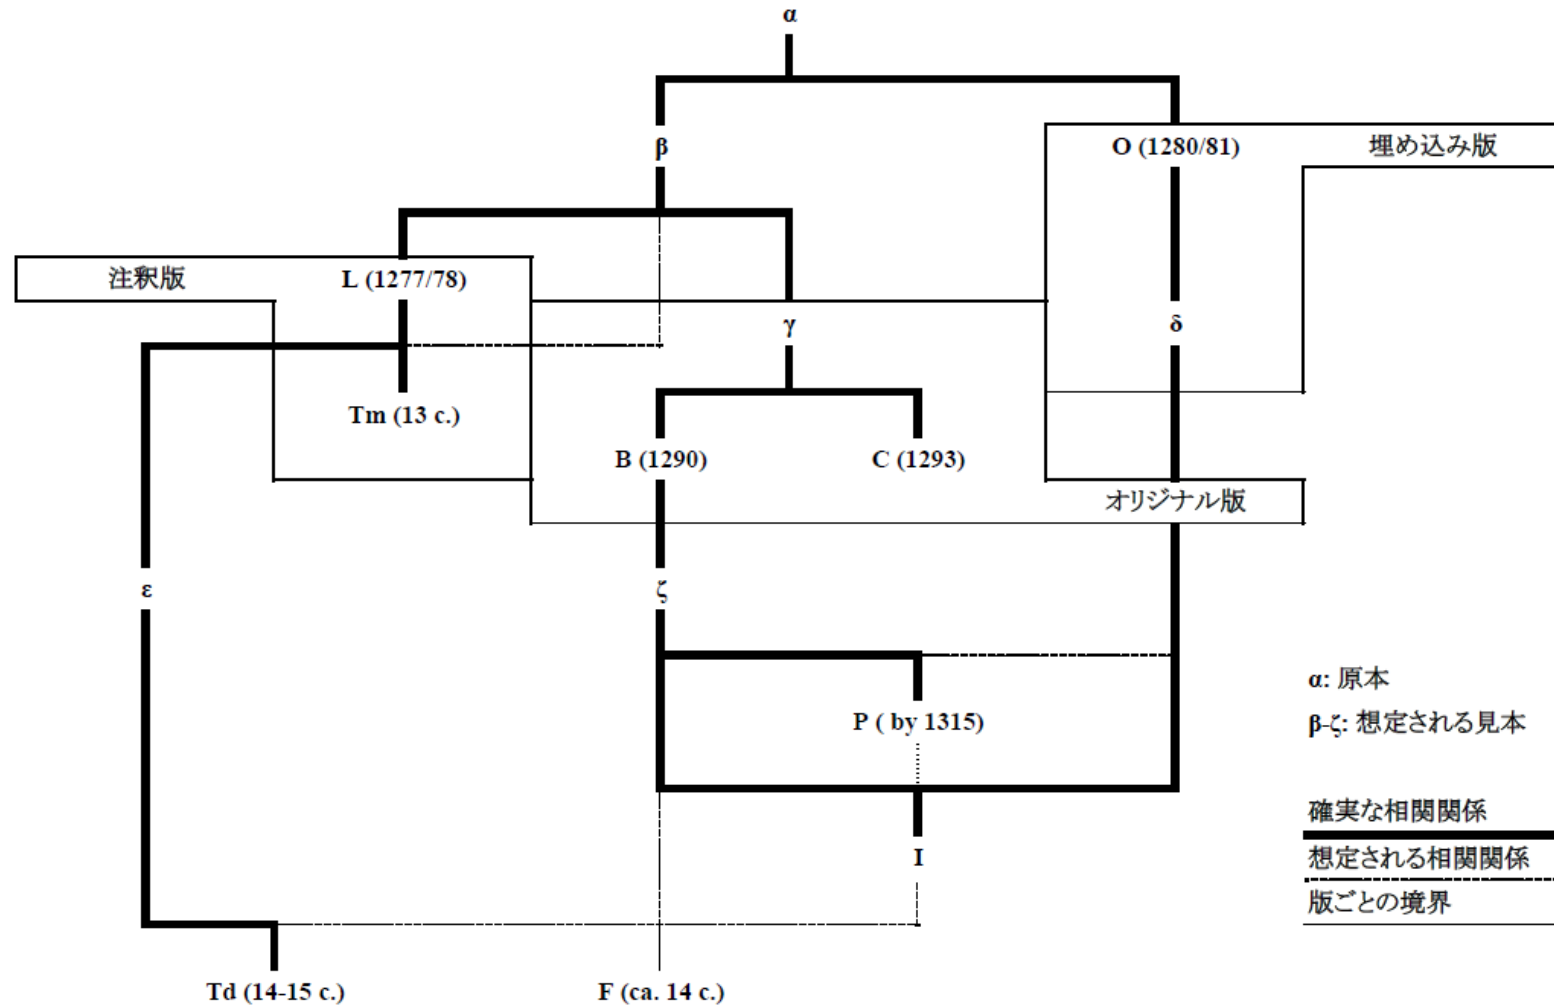 α
β
O (1280/81)
埋め込み版
注釈版
L (1277/78)
γ
δ
Tm (13 c.)
B (1290)
C (1293)
オリジナル版
ε
ζ
α: 原本
P ( by 1315)
β-ζ: 想定される見本
確実な相関関係
I
想定される相関関係
版ごとの境界
Td (14-15 c.)
F (ca. 14 c.)